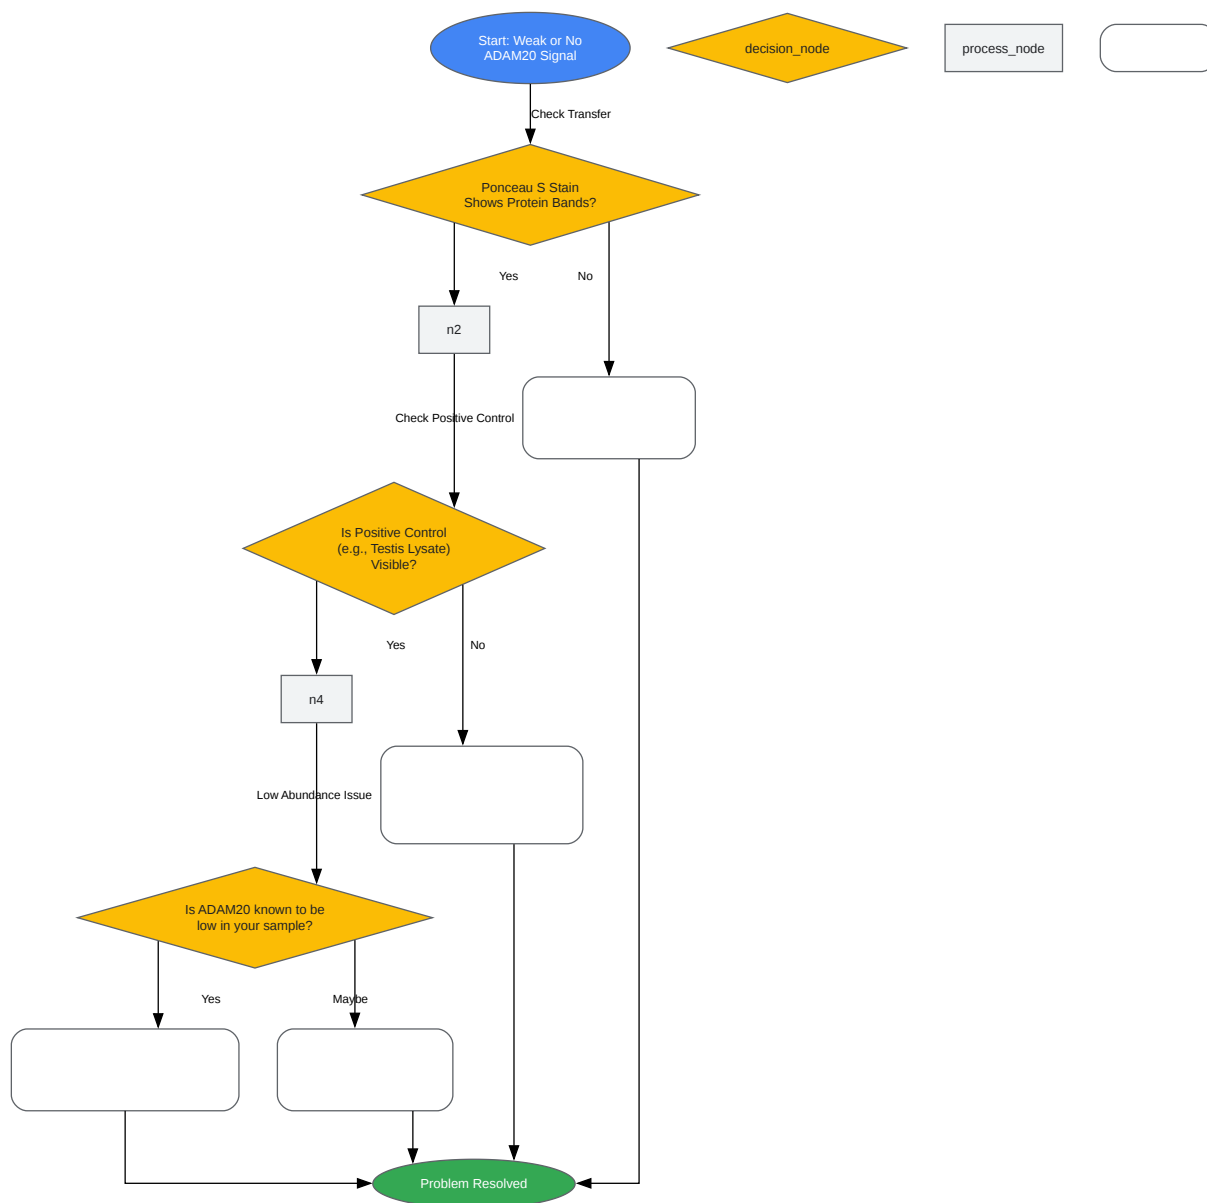 Start: Weak or No
ADAM20 Signal
decision_node
process_node
Check Transfer
Ponceau S Stain
Shows Protein Bands?
Yes
No
n2
Check Positive Control
Is Positive Control
(e.g., Testis Lysate)
Visible?
Yes
No
n4
Low Abundance Issue
Is ADAM20 known to be
low in your sample?
Yes
Maybe
Problem Resolved